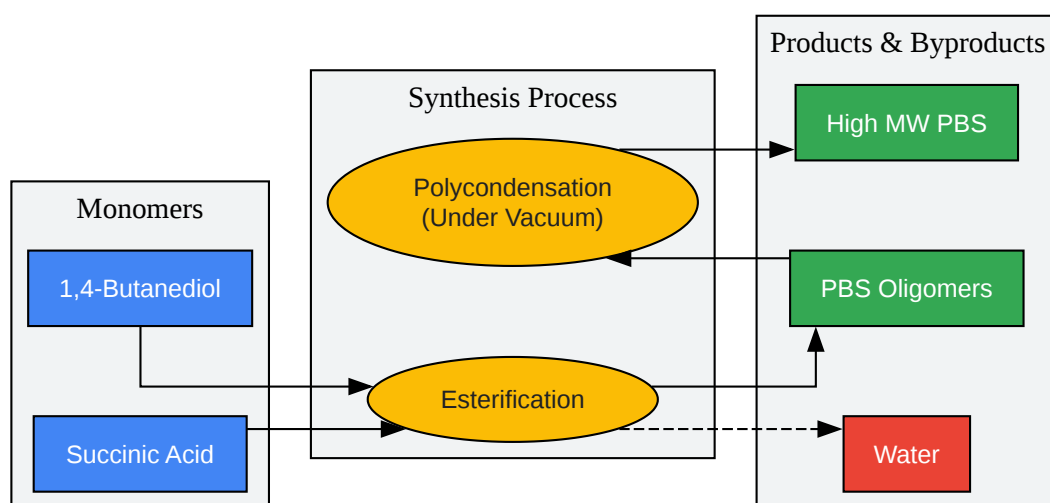 Monomers
1,4-Butanediol
Succinic Acid
Synthesis Process
Polycondensation
(Under Vacuum)
Esterification
Products & Byproducts
High MW PBS
PBS Oligomers
Water